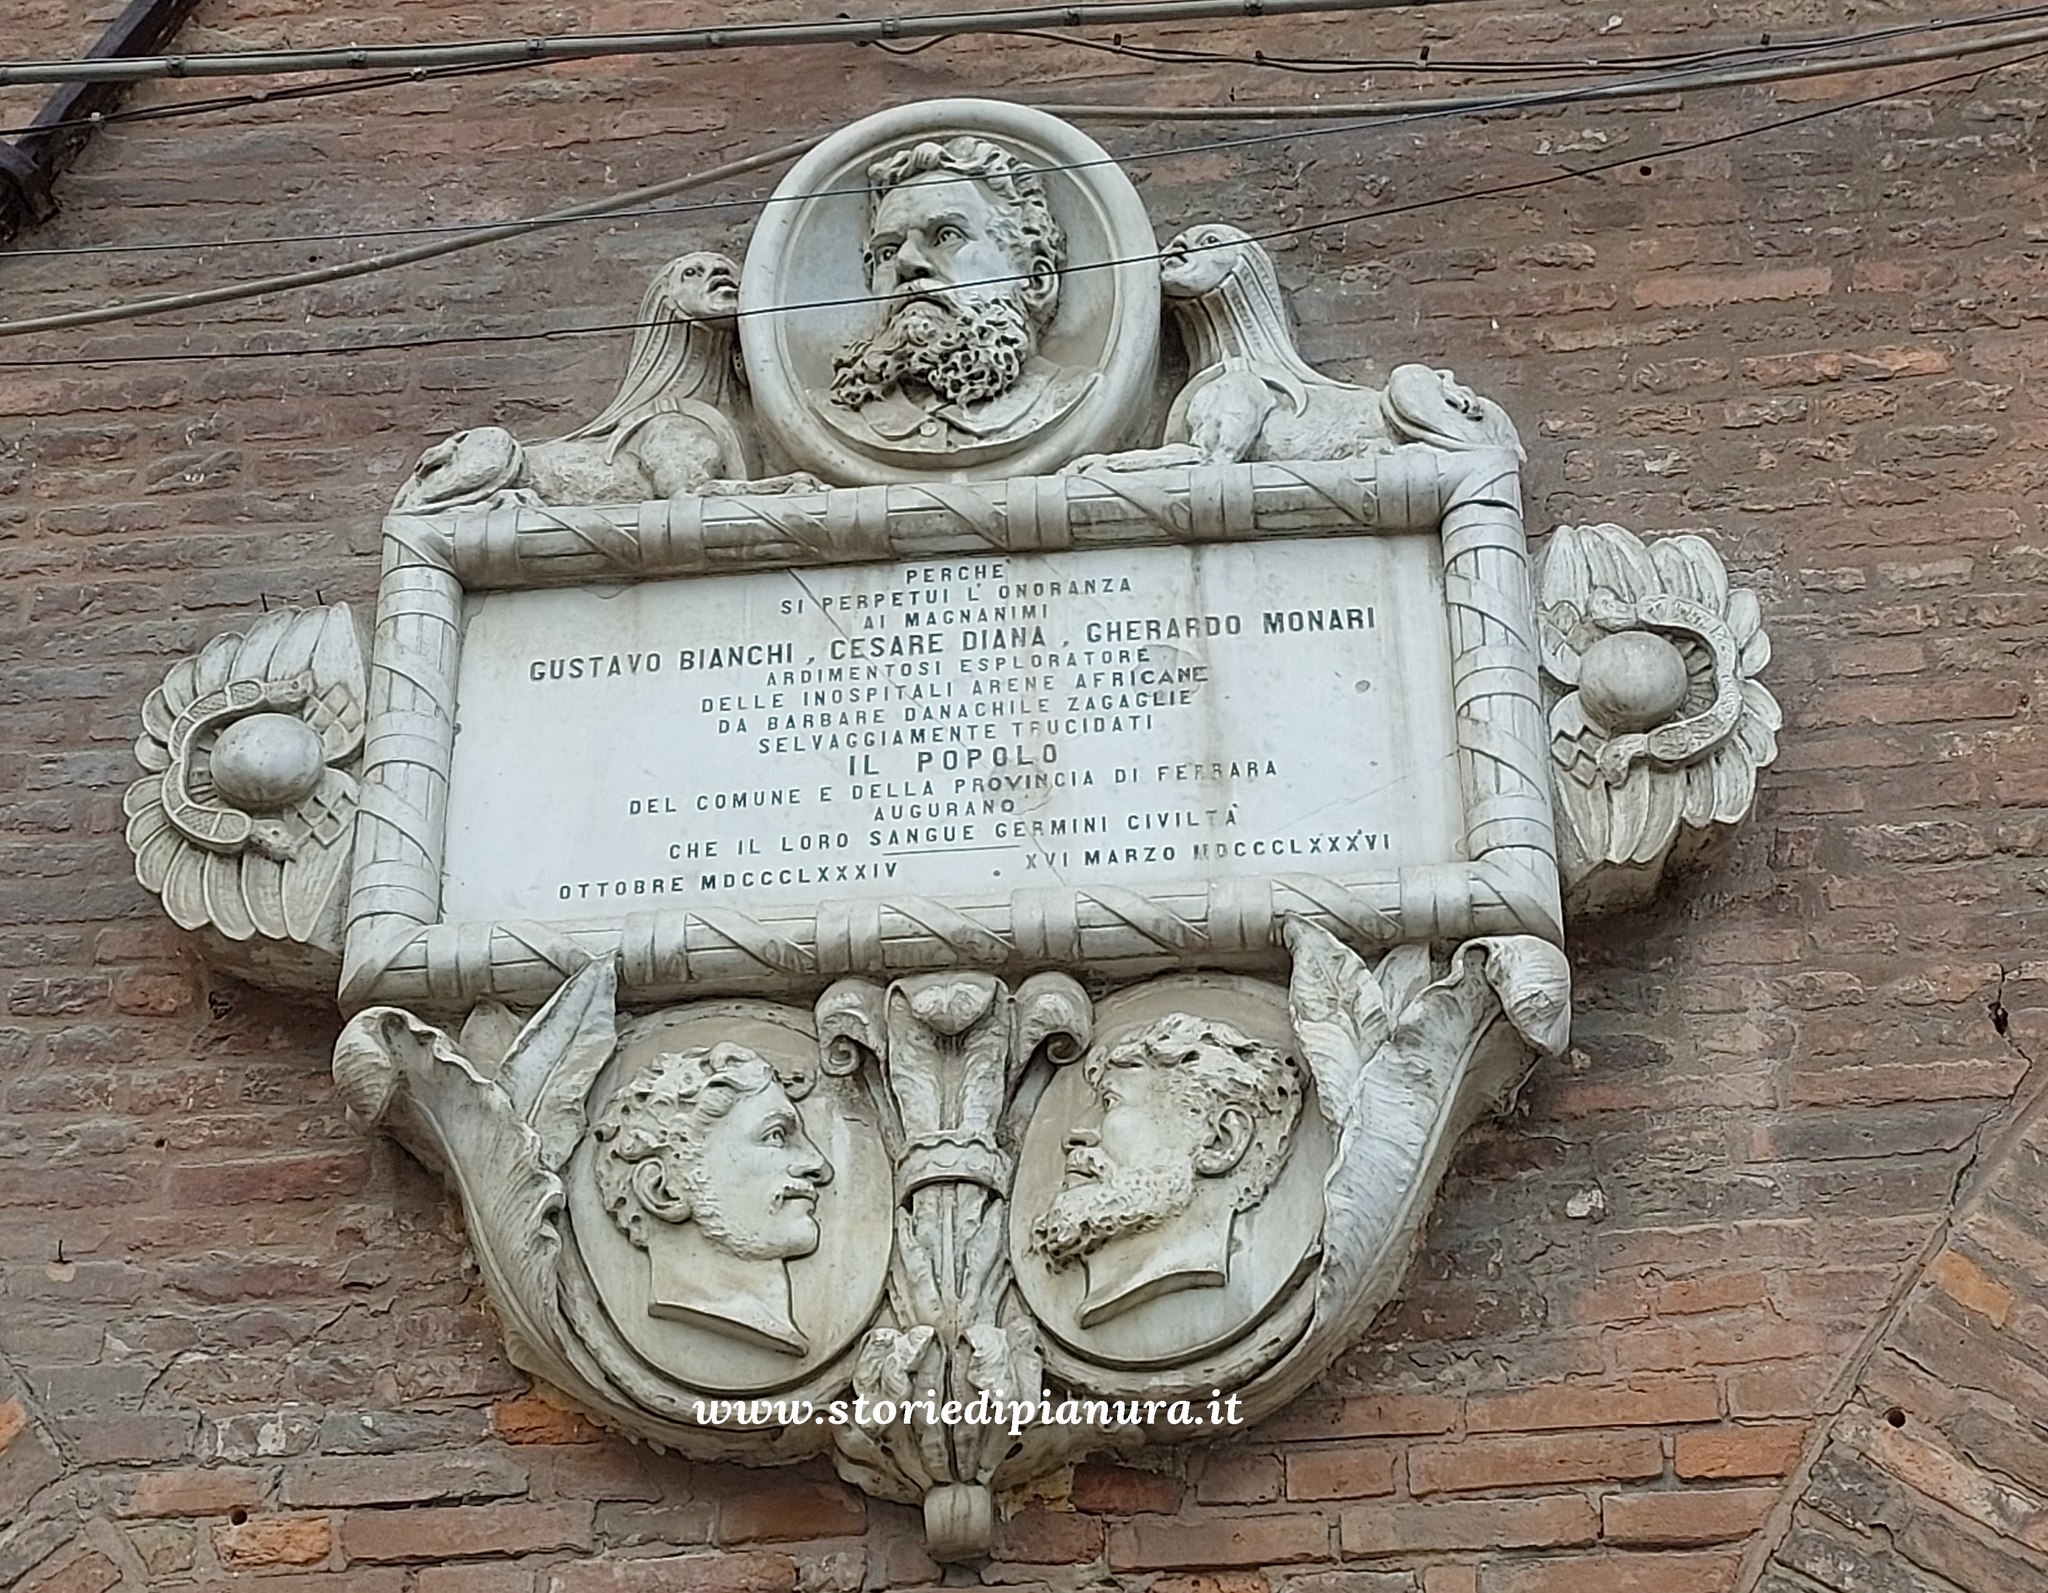 PERCHE'
SI PERPETUI L' ONORANZA
AI MAGNANIMI
GUSTAVO BIANCHI, CESARE DIANA, GHERARDO MONARI
ARDIMENTOSI ESPLORATORE
DELLE INOSPITALI ARENE AFRICANE
DA BARBARE DANACHILE ZAGAGLIE
SELVAGGIAMENTE TRUCIDATI
IL POPOLO
DEL COMUNE E DELLA PROVINCIA DI FERRARA
AUGURANO
CHE IL LORO SANGUE GERMINI CIVILTÀ
OTTOBRE MDCCCLXXXIV . XVI MARZO MDCCCLXXXVI
www.storiedipianura.it